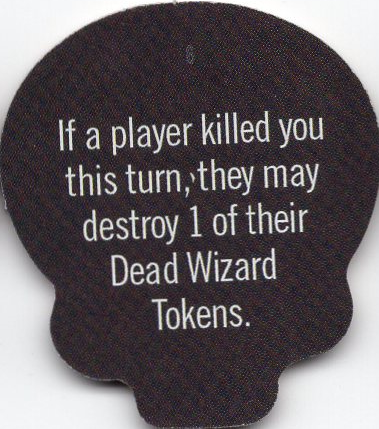 If a player killed you
this turn, they may
destroy 1 of their
Dead Wizard
Tokens.